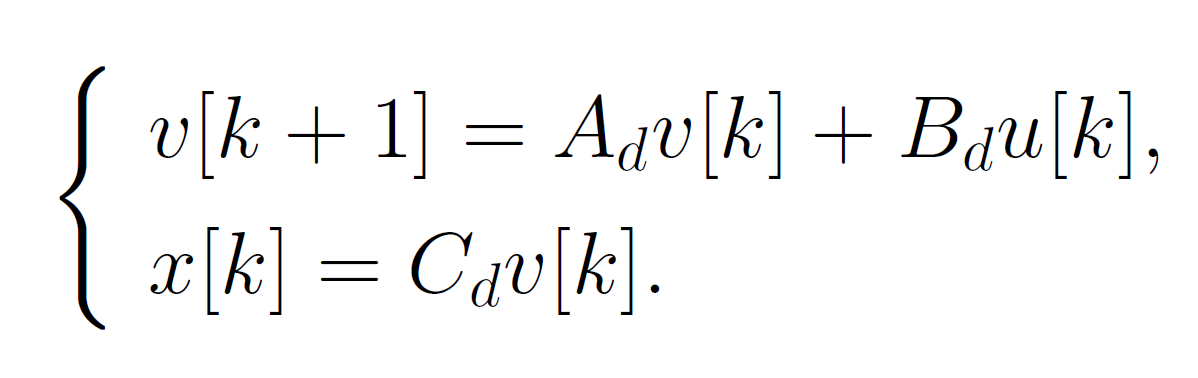 v[k + 1] = A_d v[k] + B_d u[k],
x[k] = C_d v[k].